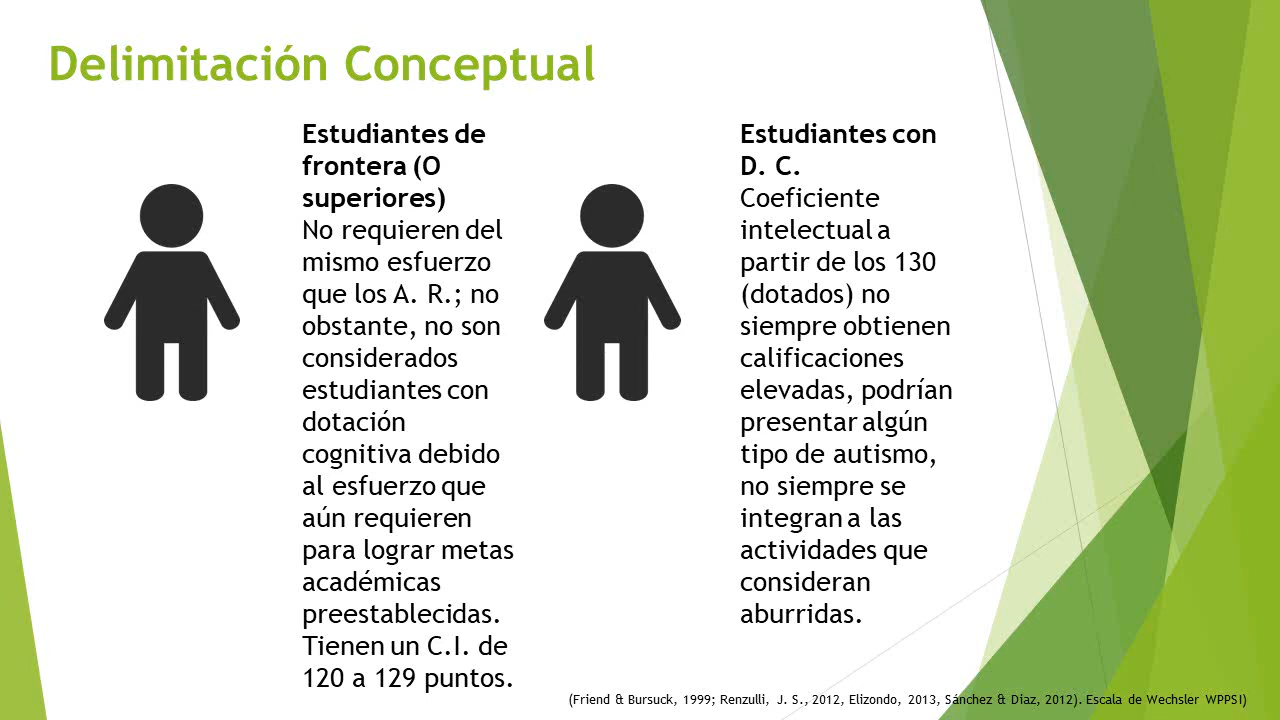 Delimitación Conceptual
Estudiantes de
frontera (O
superiores)
No requieren del
mismo esfuerzo
que los A. R.; no
obstante, no son
considerados
estudiantes con
dotación
cognitiva debido
al esfuerzo que
aún requieren
para lograr metas
académicas
preestablecidas.
Tienen un C.I. de
120 a 129 puntos.
Estudiantes con
D. C.
Coeficiente
intelectual a
partir de los 130
(dotados) no
siempre obtienen
calificaciones
elevadas, podrían
presentar algún
tipo de autismo,
no siempre se
integran a las
actividades que
consideran
aburridas.
(Friend & Bursuck, 1999; Renzulli, J. S., 2012, Elizondo, 2013, Sánchez & Diaz, 2012). Escala de Wechsler WPPSI)